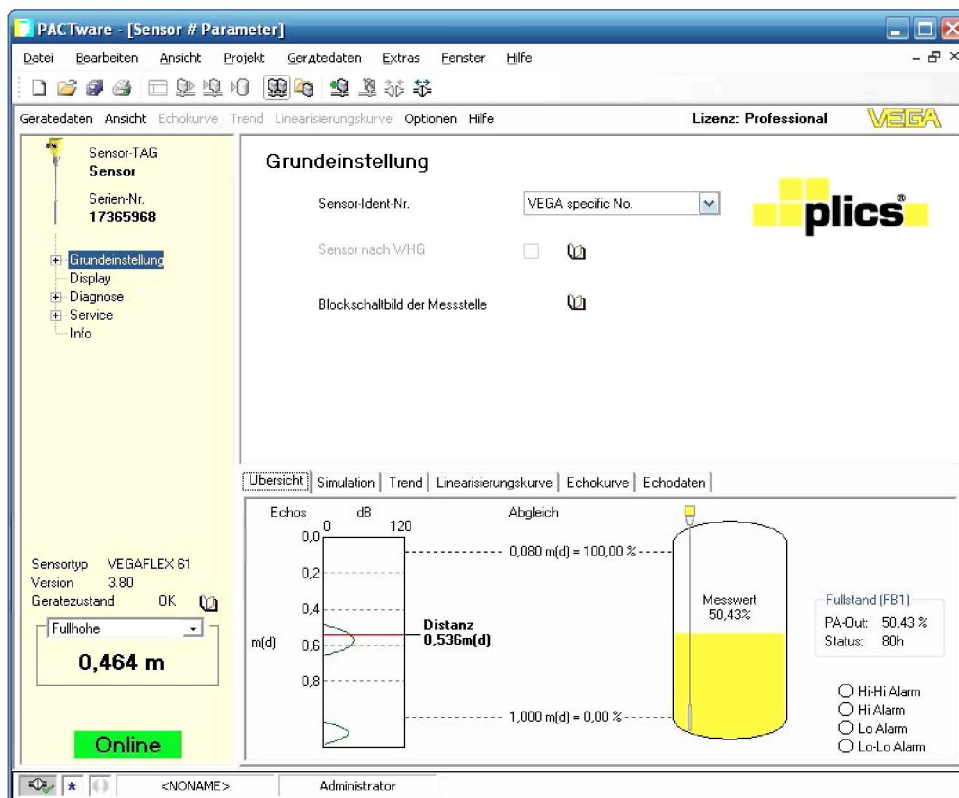 PACTware - [Sensor # Parameter]
Datei Bearbeiten Ansicht Projekt Gerätedaten Extras Fenster Hilfe
Geratedaten Ansicht Echokurve Trend Linearisierungskurve Optionen Hilfe Lizenz: Professional VEGA
Sensor-TAG
Sensor
Serien-Nr.
17365968
Grundeinstellung
Display
Diagnose
Service
Info
Sensortyp VEGAFLEX 61
Version 3.80
Geratezustand OK
Fullhohe
0,464 m
Online
Grundeinstellung
Sensor-Ident-Nr. VEGA specific No.
plics®
Sensor nach WHG
Blockschaltbild der Messstelle
Übersicht Simulation Trend Linearisierungskurve Echokurve Echodaten
Echos dB Abgleich
0 120
0,0
0,080 m(d) = 100,00 %
0,2
0,4
Distanz
0,536m(d)
m(d) 0,6
0,8
1,000 m(d) = 0,00 %
Messwert
50,43%
Fullstand (FB1)
PA-Out: 50,43 %
Status: 80h
Hi-Hi Alarm
Hi Alarm
Lo Alarm
Lo-Lo Alarm
<NONAME> Administrator